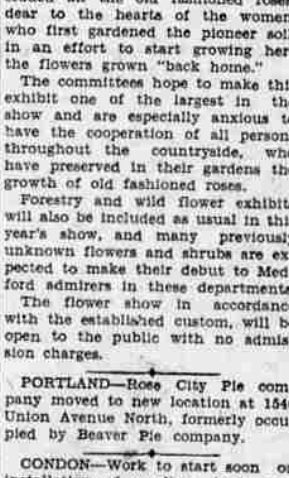 dear to the hearts of the women
who first gardened the pioneer soil
in an effort to start growing her
the flowers grown "back home."
The committees hope to make this
exhibit one of the largest in the
show and are especially anxious to
have the cooperation of all person
throughout the countryside, who
have preserved in their gardens the
growth of old fashioned roses.
Forestry and wild flower exhibit
will also be included as usual in this
year's show, and many previously
unknown flowers and shrubs are ex
pected to make their debut to Med
ford admirers in these departments
The flower show in accordance
with the established custom, will be
open to the public with no admis
sion charges.
PORTLAND—Rose City Pie com
pany moved to new location at 154
Union Avenue North, formerly occu
pied by Beaver Pie company.
CONDON—Work to start soon on